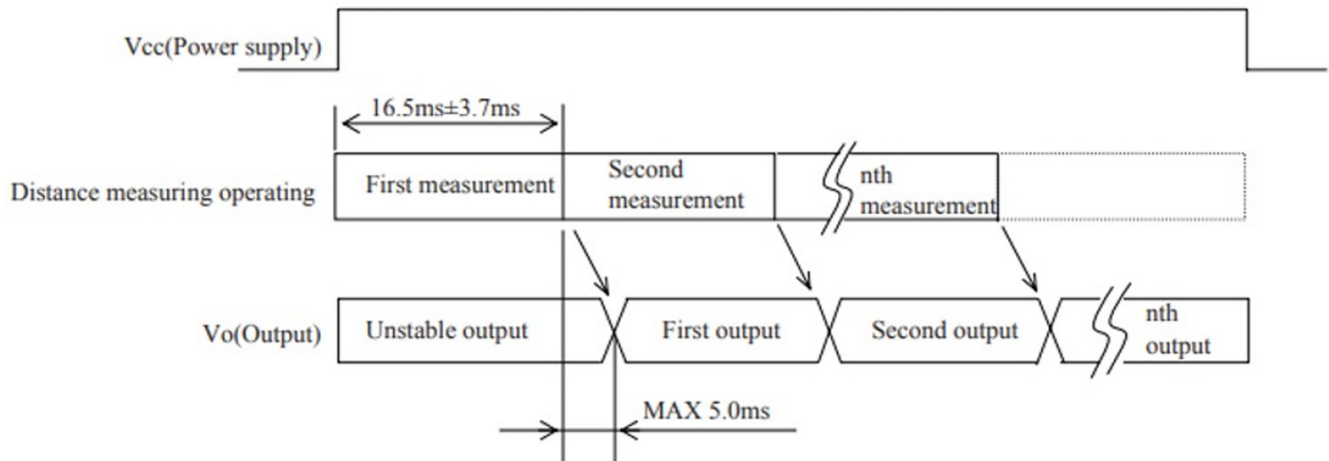 Vcc(Power supply)
16.5ms±3.7ms
Distance measuring operating
First measurement
Second
measurement
nth
measurement
Vo(Output)
Unstable output
First output
Second output
nth
output
MAX 5.0ms